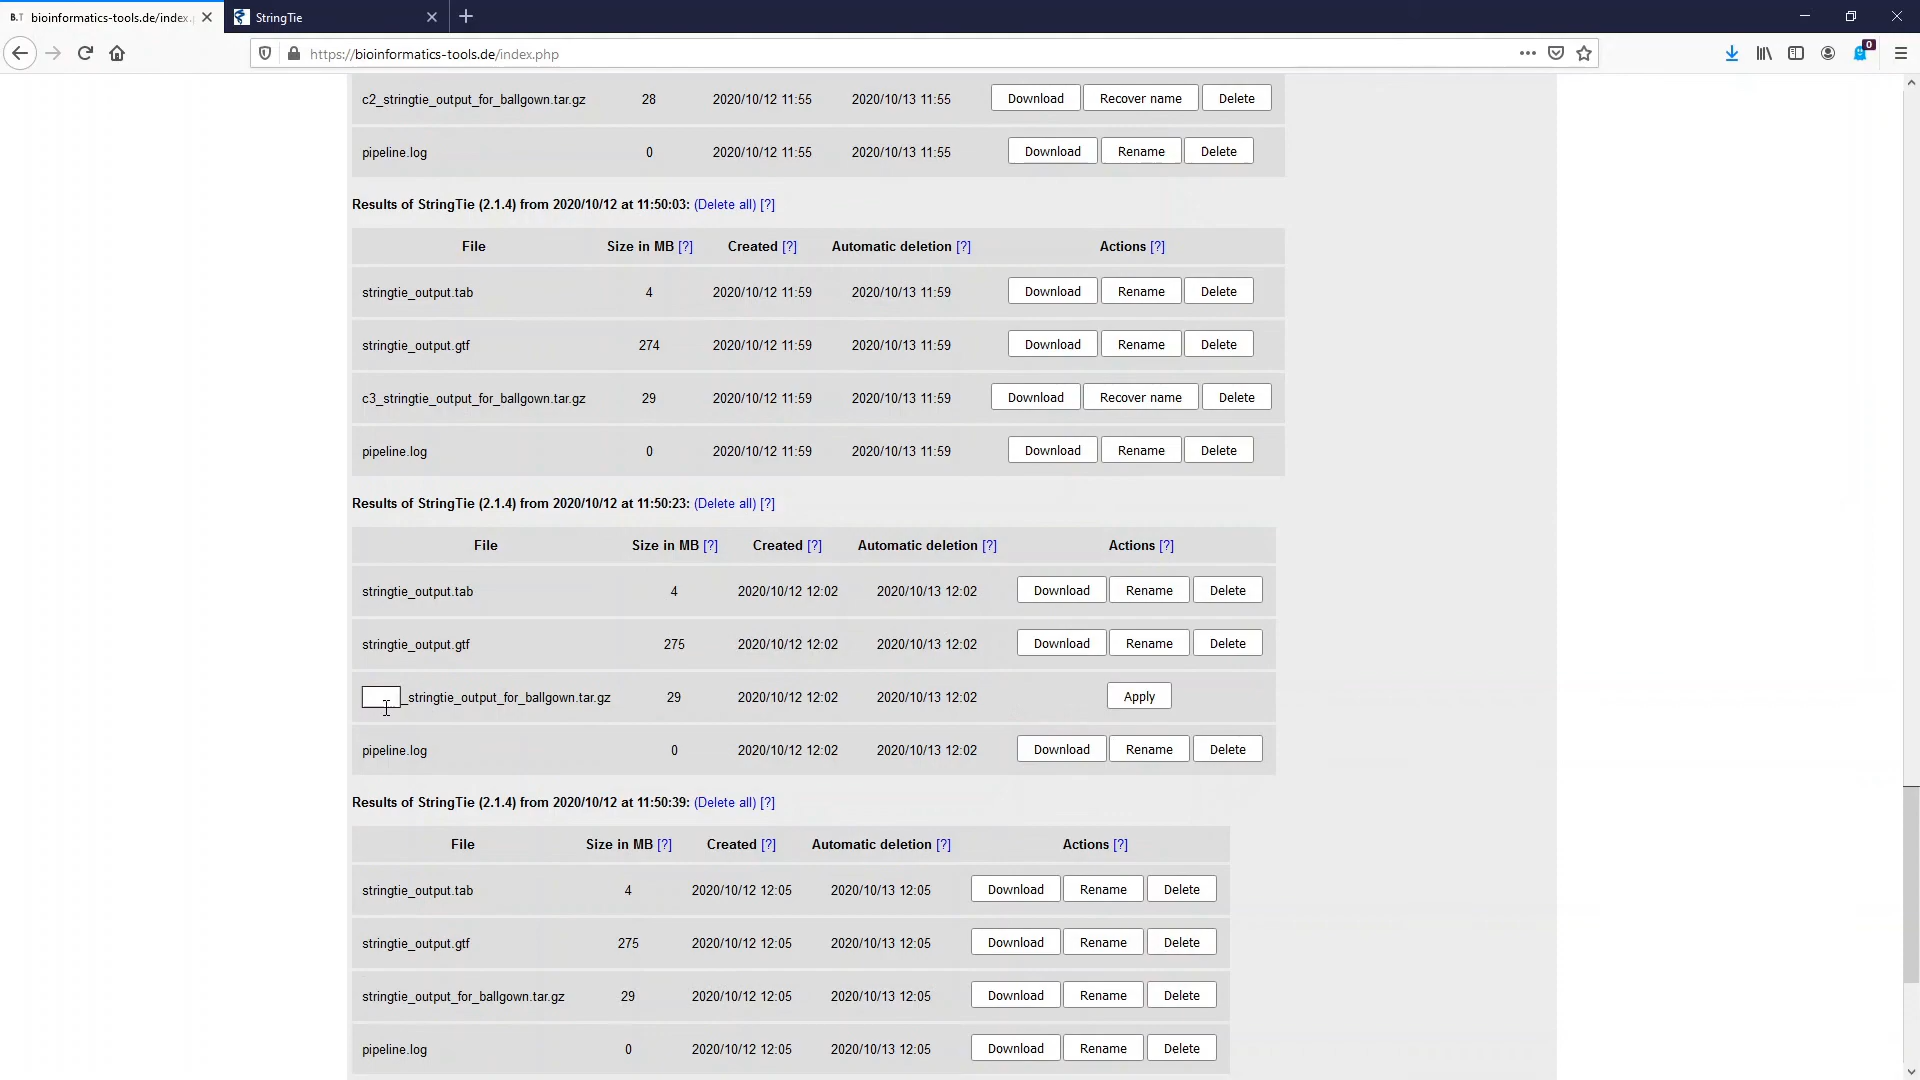 B.T bioinformatics-tools.de/index.
StringTie
https://bioinformatics-tools.de/index.php
0
c2_stringtie_output_for_ballgown.tar.gz 28 2020/10/12 11:55 2020/10/13 11:55 Download Recover name Delete
pipeline.log 0 2020/10/12 11:55 2020/10/13 11:55 Download Rename Delete
Results of StringTie (2.1.4) from 2020/10/12 at 11:50:03: (Delete all) [?]
File Size in MB [?] Created [?] Automatic deletion [?] Actions [?]
stringtie_output.tab 4 2020/10/12 11:59 2020/10/13 11:59 Download Rename Delete
stringtie_output.gtf 274 2020/10/12 11:59 2020/10/13 11:59 Download Rename Delete
c3_stringtie_output_for_ballgown.tar.gz 29 2020/10/12 11:59 2020/10/13 11:59 Download Recover name Delete
pipeline.log 0 2020/10/12 11:59 2020/10/13 11:59 Download Rename Delete
Results of StringTie (2.1.4) from 2020/10/12 at 11:50:23: (Delete all) [?]
File Size in MB [?] Created [?] Automatic deletion [?] Actions [?]
stringtie_output.tab 4 2020/10/12 12:02 2020/10/13 12:02 Download Rename Delete
stringtie_output.gtf 275 2020/10/12 12:02 2020/10/13 12:02 Download Rename Delete
_stringtie_output_for_ballgown.tar.gz 29 2020/10/12 12:02 2020/10/13 12:02 Apply
pipeline.log 0 2020/10/12 12:02 2020/10/13 12:02 Download Rename Delete
Results of StringTie (2.1.4) from 2020/10/12 at 11:50:39: (Delete all) [?]
File Size in MB [?] Created [?] Automatic deletion [?] Actions [?]
stringtie_output.tab 4 2020/10/12 12:05 2020/10/13 12:05 Download Rename Delete
stringtie_output.gtf 275 2020/10/12 12:05 2020/10/13 12:05 Download Rename Delete
stringtie_output_for_ballgown.tar.gz 29 2020/10/12 12:05 2020/10/13 12:05 Download Rename Delete
pipeline.log 0 2020/10/12 12:05 2020/10/13 12:05 Download Rename Delete